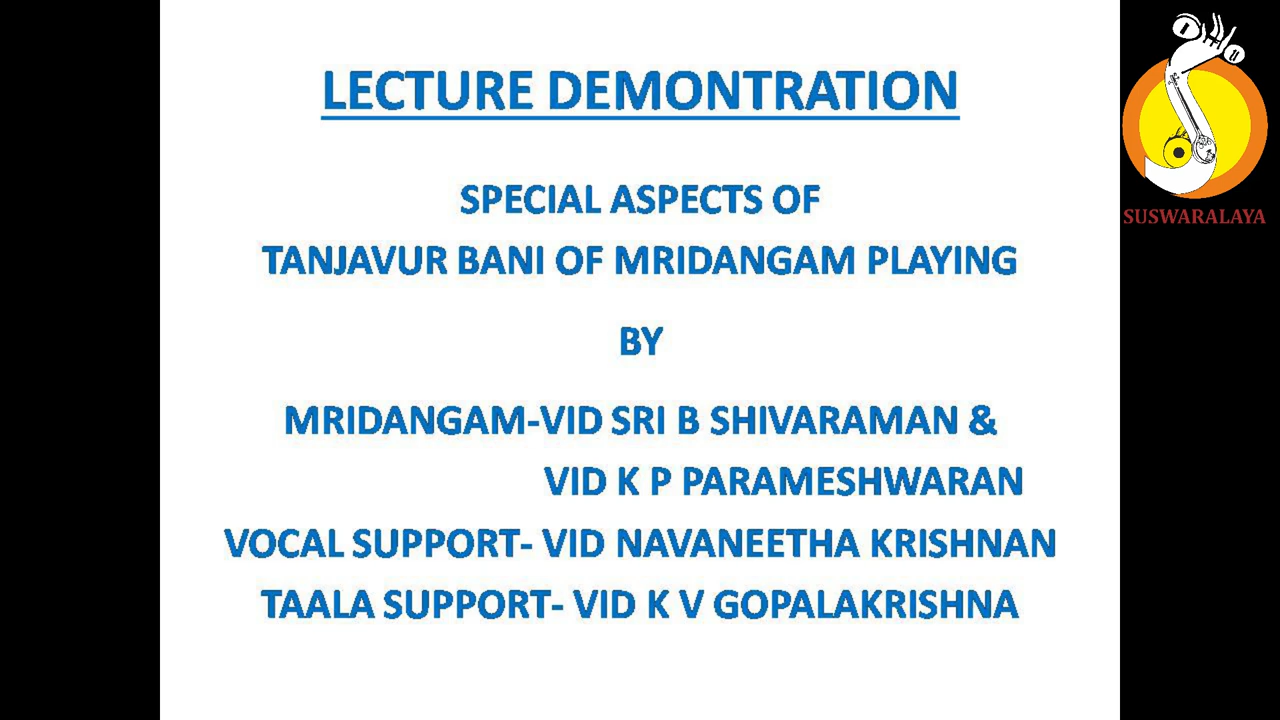 LECTURE DEMONTRATION
SPECIAL ASPECTS OF
TANJAVUR BANI OF MRIDANGAM PLAYING
BY
MRIDANGAM-VID SRI B SHIVARAMAN &
VID K P PARAMESHWARAN
VOCAL SUPPORT- VID NAVANEETHA KRISHNAN
TAALA SUPPORT- VID K V GOPALAKRISHNA
SUSWARALAYA